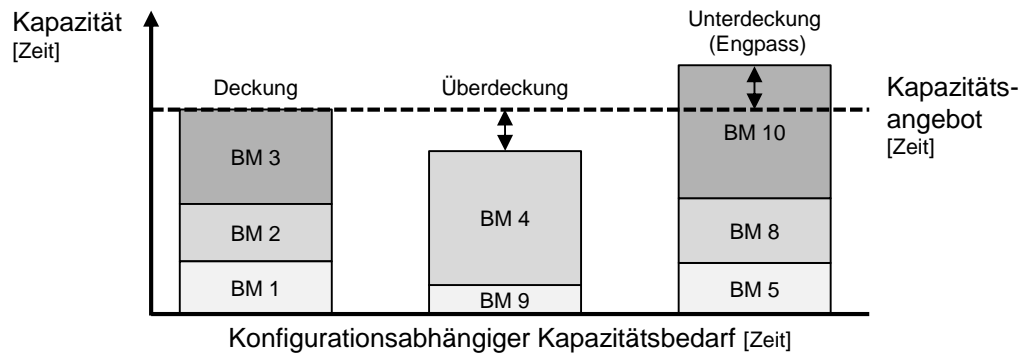 Kapazität
[Zeit]
Unterdeckung
(Engpass)
Deckung
Überdeckung
Kapazitäts-
angebot
[Zeit]
BM 3
BM 2
BM 1
BM 4
BM 9
BM 10
BM 8
BM 5
Konfigurationsabhängiger Kapazitätsbedarf [Zeit]